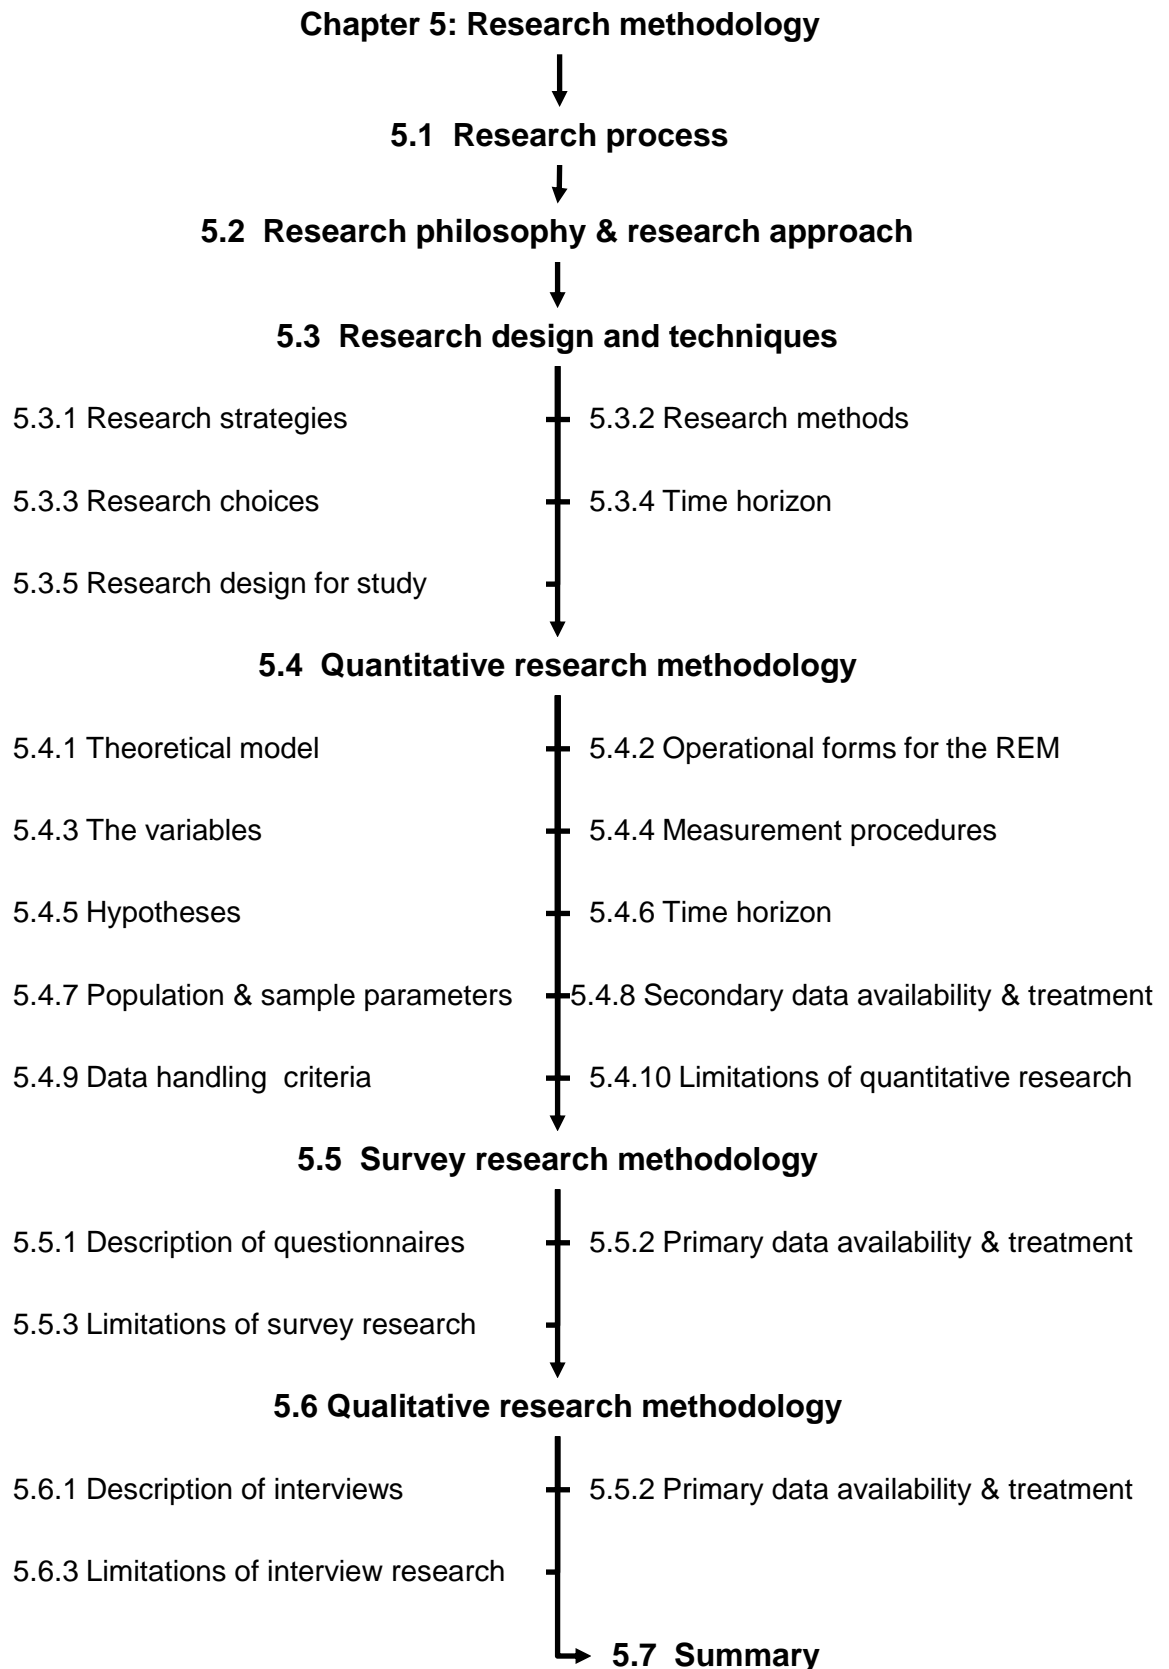 Chapter 5: Research methodology
5.1  Research process
5.2  Research philosophy & research approach
5.3  Research design and techniques
5.3.1 Research strategies
5.3.2 Research methods
5.3.3 Research choices
5.3.4 Time horizon
5.3.5 Research design for study
5.4  Quantitative research methodology
5.4.1 Theoretical model
5.4.2 Operational forms for the REM
5.4.3 The variables
5.4.4 Measurement procedures
5.4.5 Hypotheses
5.4.6 Time horizon
5.4.7 Population & sample parameters
5.4.8 Secondary data availability & treatment
5.4.9 Data handling  criteria
5.4.10 Limitations of quantitative research
5.5  Survey research methodology
5.5.1 Description of questionnaires
5.5.2 Primary data availability & treatment
5.5.3 Limitations of survey research
5.6 Qualitative research methodology
5.6.1 Description of interviews
5.5.2 Primary data availability & treatment
5.6.3 Limitations of interview research
5.7  Summary